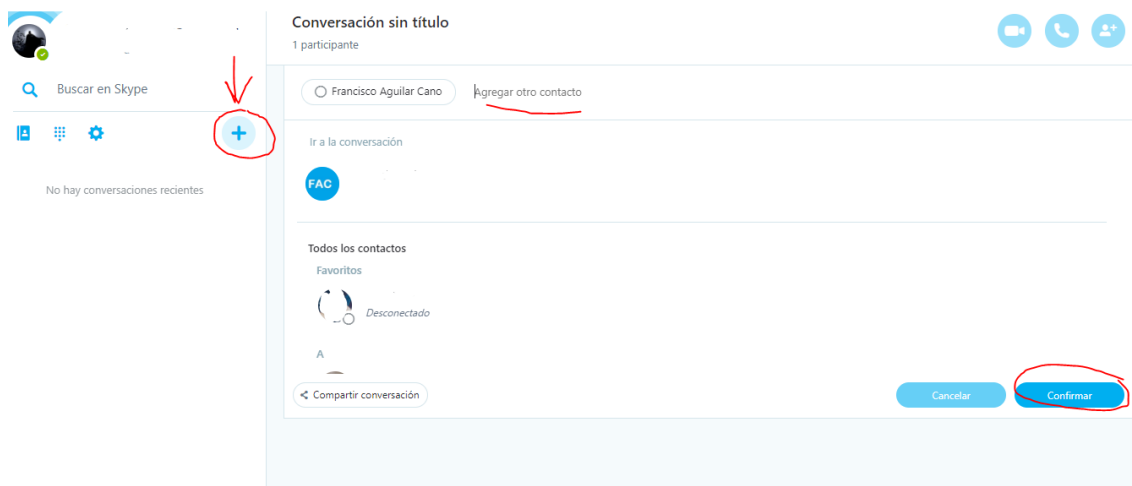 Conversación sin título
1 participante
Buscar en Skype
Francisco Aguilar Cano
Agregar otro contacto
Ir a la conversación
FAC
No hay conversaciones recientes
Todos los contactos
Favoritos
Desconectado
A
Compartir conversación
Cancelar
Confirmar